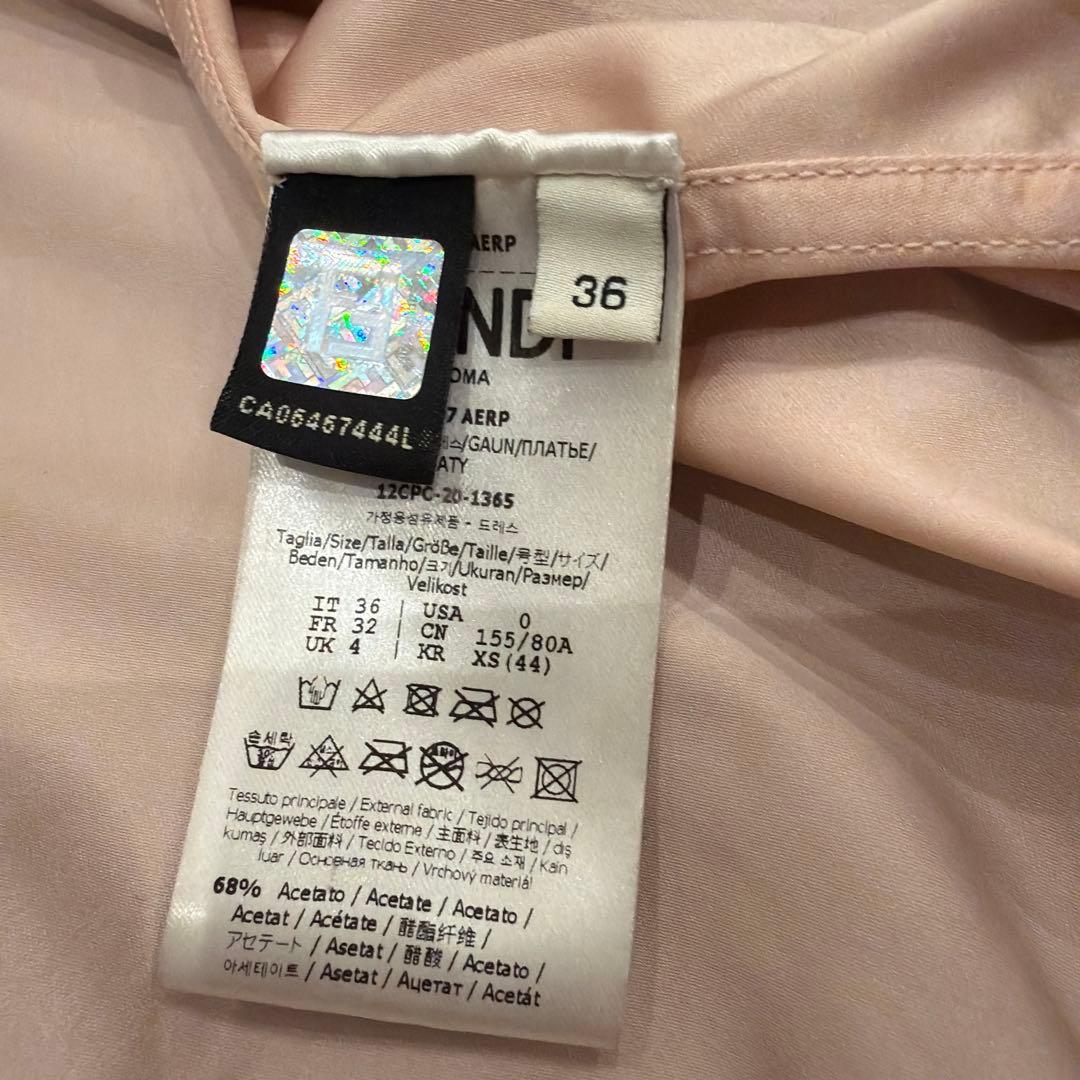 AERP
36
NDI
OMA
CA06467444L
7 AERP
/GAUN/ПЛАТЬЕ/
ATY
12CPC-20-1365
가정용섬유제품 - 드레스
Taglia/Size/Talla/Größe/Taille/号型/サイズ/
Beden/Tamanho/크기/Ukuran/Размер/
Velikost
IT 36 | USA 0
FR 32 | CN 155/80A
UK 4 | KR XS(44)
손세탁
Tessuto principale / External fabric / Tejido principal /
Hauptgewebe / Étoffe externe / 主面料 / 表生地 / dış
kumaş / 外部面料 / Tecido Externo / 주요 소재 / Kain
luar / Основная ткань / Vrchový materiál
68% Acetato / Acetate / Acetato /
Acetat / Acétate / 醋酯纤维 /
アセテート / Asetat / 醋酸 / Acetato /
아세테이트 / Asetat / Ацетат / Acetát